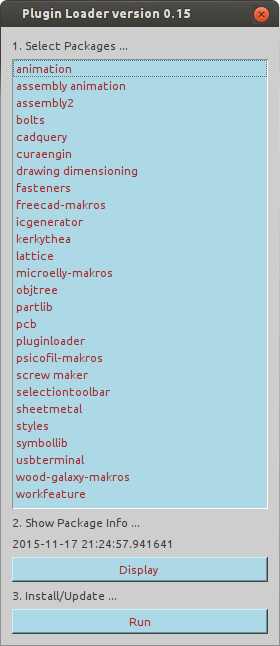 Plugin Loader version 0.15
1. Select Packages ...
animation
assembly animation
assembly2
bolts
cadquery
curaengin
drawing dimensioning
fasteners
freecad-makros
icgenerator
kerkythea
lattice
microelly-makros
objtree
partlib
pcb
pluginloader
psicofil-makros
screw maker
selectiontoolbar
sheetmetal
styles
symbollib
usbterminal
wood-galaxy-makros
workfeature
2. Show Package Info ...
2015-11-17 21:24:57.941641
Display
3. Install/Update ...
Run